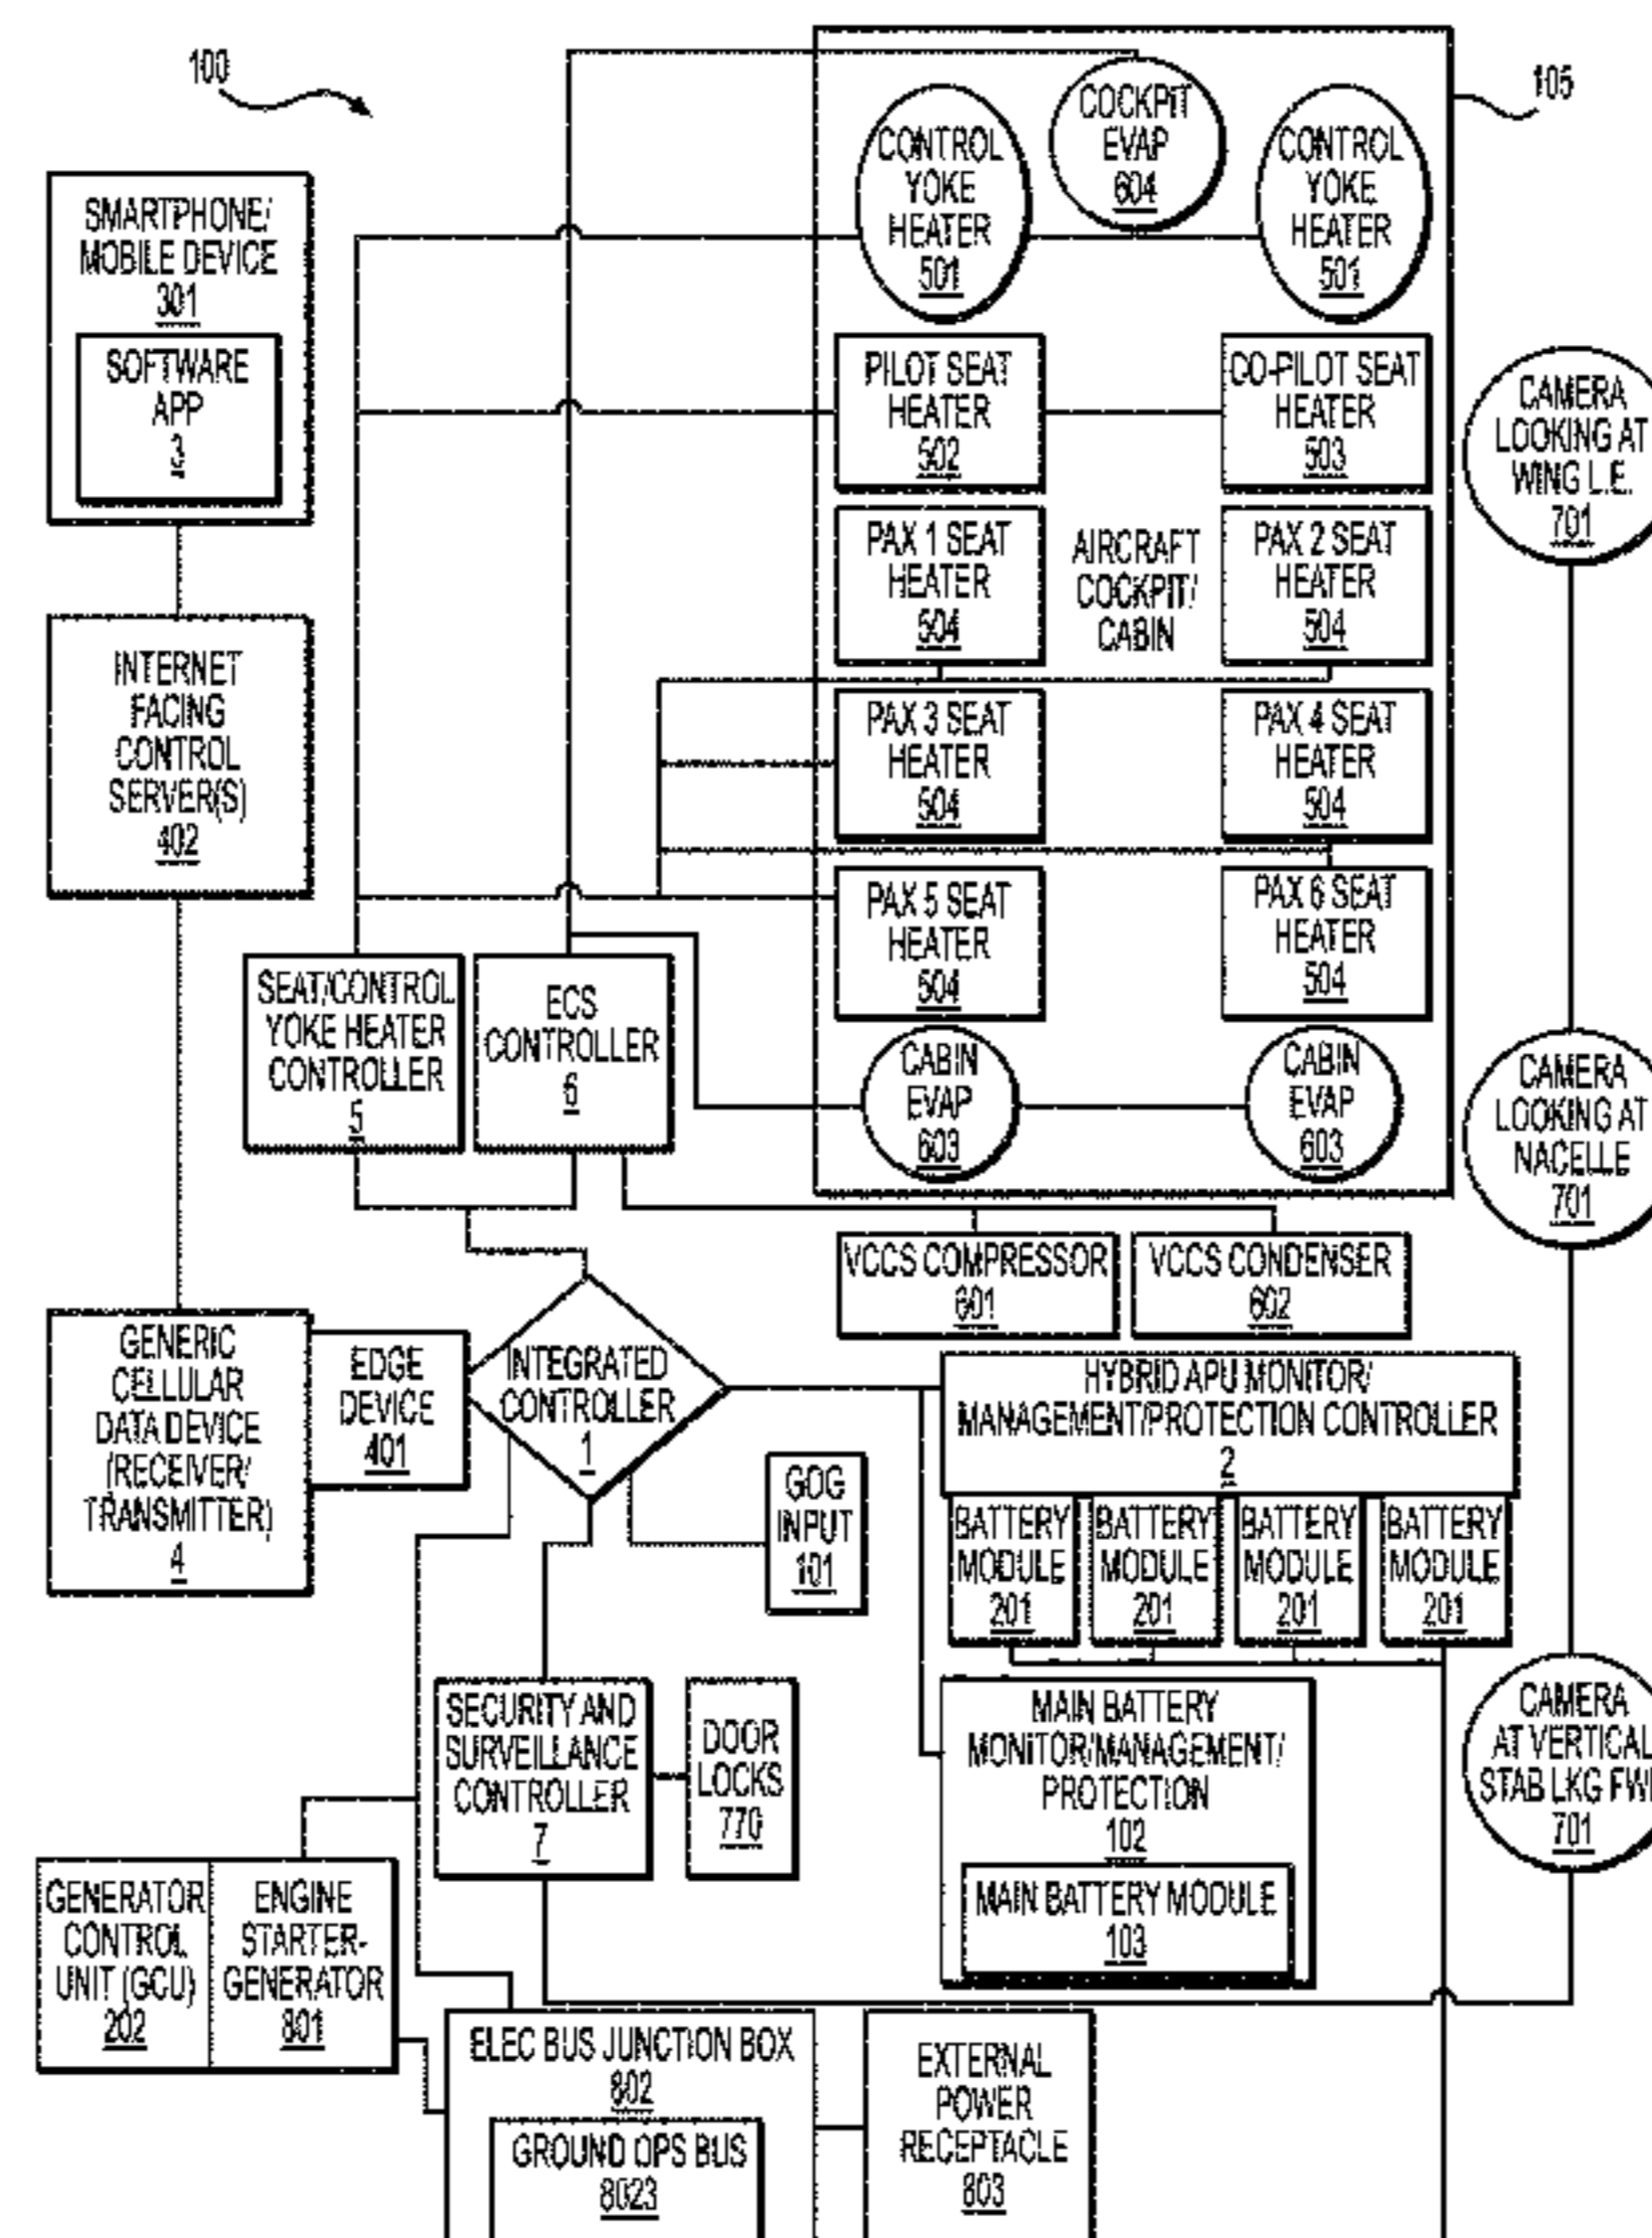 100
105
COCKPIT
EVAP
604
CONTROL
YOKE
HEATER
501
CONTROL
YOKE
HEATER
501
SMARTPHONE/
MOBILE DEVICE
301
SOFTWARE
APP
3
PILOT SEAT
HEATER
502
CO-PILOT SEAT
HEATER
503
CAMERA
LOOKING AT
WING L.E.
701
PAX 1 SEAT
HEATER
504
AIRCRAFT
COCKPIT/
CABIN
PAX 2 SEAT
HEATER
504
INTERNET
FACING
CONTROL
SERVER(S)
402
PAX 3 SEAT
HEATER
504
PAX 4 SEAT
HEATER
504
PAX 5 SEAT
HEATER
504
PAX 6 SEAT
HEATER
504
SEAT/CONTROL
YOKE HEATER
CONTROLLER
5
ECS
CONTROLLER
6
CABIN
EVAP
603
CABIN
EVAP
603
CAMERA
LOOKING AT
NACELLE
701
VCCS COMPRESSOR
601
VCCS CONDENSER
602
GENERIC
CELLULAR
DATA DEVICE
(RECEIVER/
TRANSMITTER)
4
EDGE
DEVICE
401
INTEGRATED
CONTROLLER
1
HYBRID APU MONITOR/
MANAGEMENT/PROTECTION CONTROLLER
2
GOG
INPUT
101
BATTERY
MODULE
201
BATTERY
MODULE
201
BATTERY
MODULE
201
BATTERY
MODULE
201
SECURITY AND
SURVEILLANCE
CONTROLLER
7
DOOR
LOCKS
770
MAIN BATTERY
MONITOR/MANAGEMENT/
PROTECTION
102
MAIN BATTERY MODULE
103
CAMERA
AT VERTICAL
STAB LKG
701
GENERATOR
CONTROL
UNIT (GCU)
202
ENGINE
STARTER-
GENERATOR
801
ELEC BUS JUNCTION BOX
802
GROUND OPS BUS
8023
EXTERNAL
POWER
RECEPTACLE
803